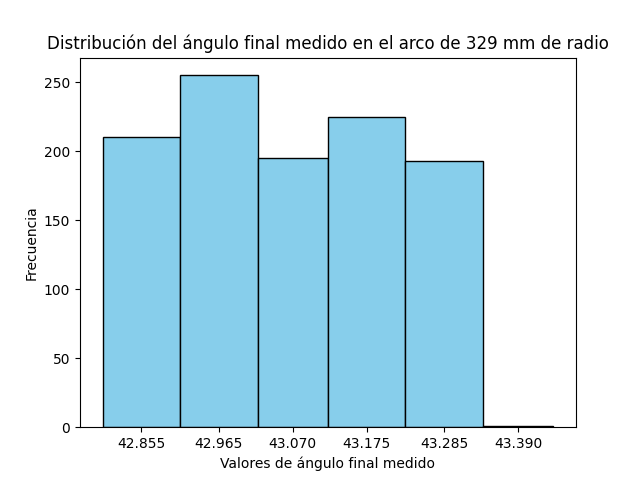 Distribución del ángulo final medido en el arco de 329 mm de radio
Frecuencia
250
200
150
100
50
0
42.855 42.965 43.070 43.175 43.285 43.390
Valores de ángulo final medido